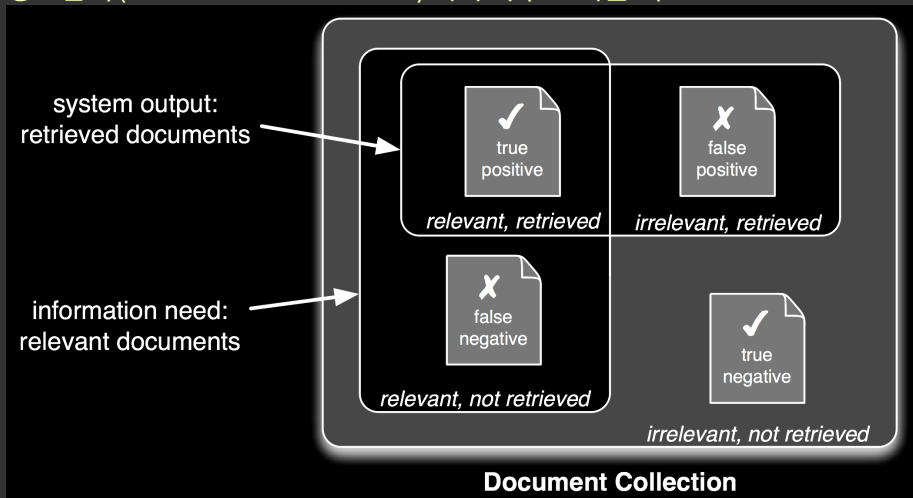 system output:
retrieved documents
✓
true
positive
✗
false
positive
relevant, retrieved
irrelevant, retrieved
information need:
relevant documents
✗
false
negative
✓
true
negative
relevant, not retrieved
irrelevant, not retrieved
Document Collection